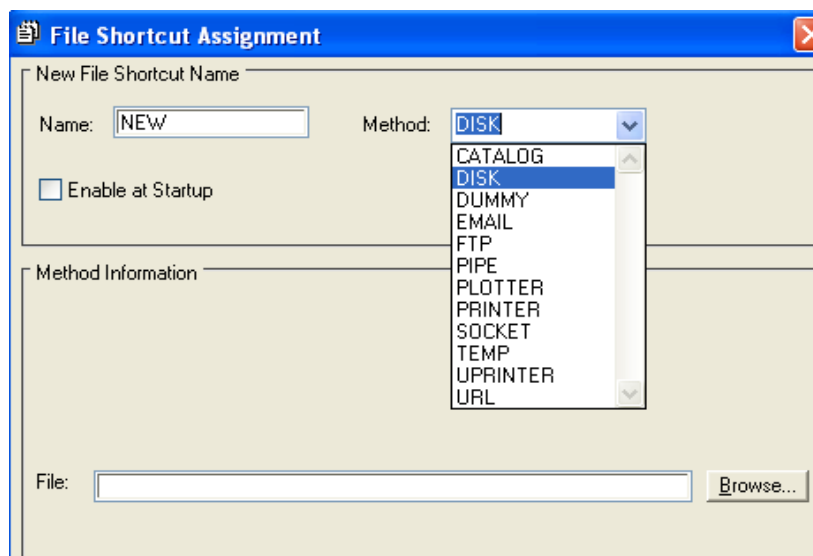 File Shortcut Assignment
New File Shortcut Name
Name: NEW Method: DISK
CATALOG
Enable at Startup DISK
DUMMY
EMAIL
FTP
Method Information PIPE
PLOTTER
PRINTER
SOCKET
TEMP
UPRINTER
URL
File: Browse...